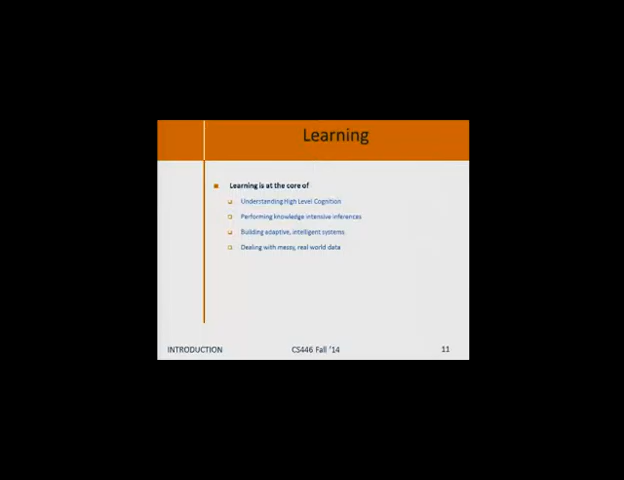 Learning
Learning is at the core of
Understanding High Level Cognition
Performing knowledge intensive inferences
Building adaptive, intelligent systems
Dealing with messy, real world data
INTRODUCTION
CS446 Fall '14
11